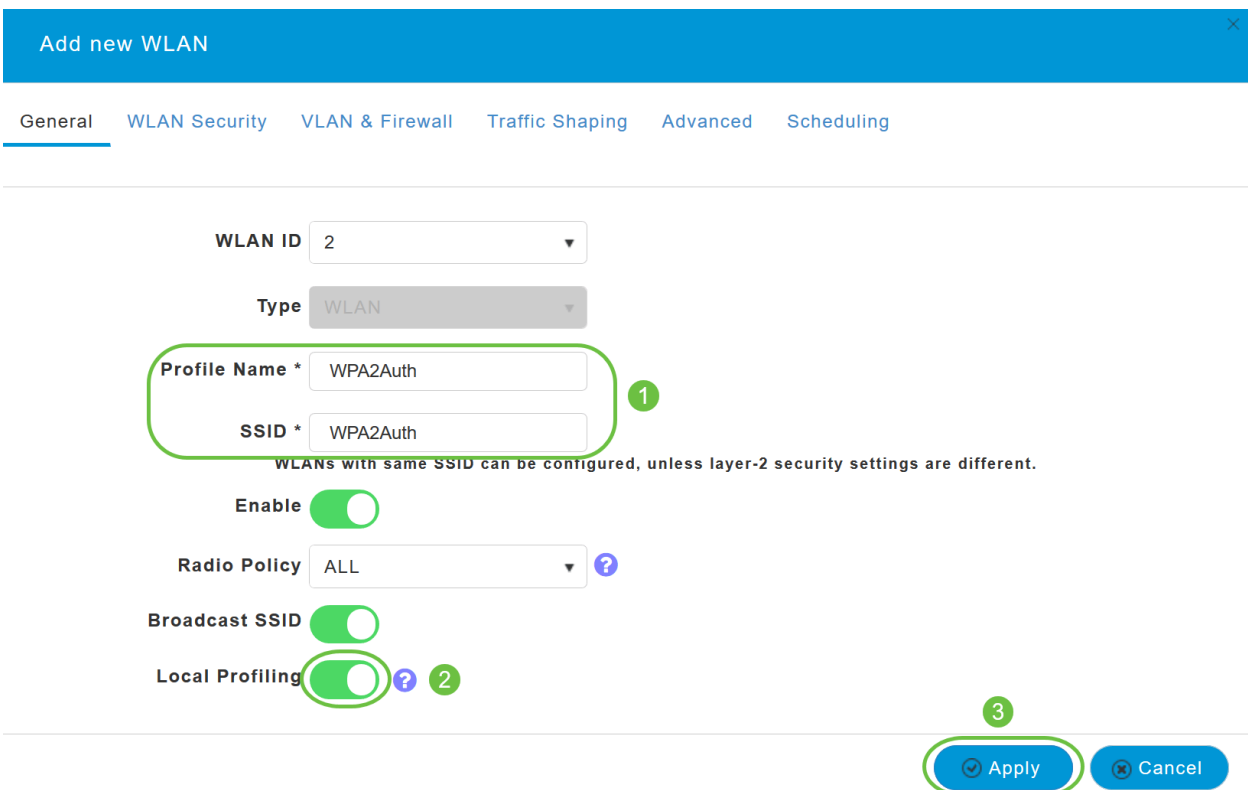 Add new WLAN
General WLAN Security VLAN & Firewall Traffic Shaping Advanced Scheduling
WLAN ID 2
Type WLAN
Profile Name * WPA2Auth
1
SSID * WPA2Auth
WLANs with same SSID can be configured, unless layer-2 security settings are different.
Enable
Radio Policy ALL ?
Broadcast SSID
Local Profiling ? 2
3
Apply Cancel